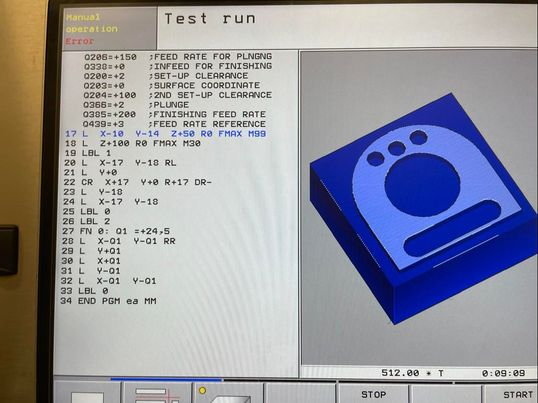 Manual
operation
Error
Test run
Q206=+150 ;FEED RATE FOR PLNGNG
Q338=+0 ;INFEED FOR FINISHING
Q200=+2 ;SET-UP CLEARANCE
Q203=+0 ;SURFACE COORDINATE
Q204=+100 ;2ND SET-UP CLEARANCE
Q366=+2 ;PLUNGE
Q385=+200 ;FINISHING FEED RATE
Q439=+3 ;FEED RATE REFERENCE
17 L X-10 Y-14 Z+50 R0 FMAX M99
18 L Z+100 R0 FMAX M30
19 LBL 1
20 L X-17 Y-18 RL
21 L Y+0
22 CR X+17 Y+0 R+17 DR-
23 L Y-18
24 L X-17 Y-18
25 LBL 0
26 LBL 2
27 FN 0: Q1 =+24,5
28 L X-Q1 Y-Q1 RR
29 L Y+Q1
30 L X+Q1
31 L Y-Q1
32 L X-Q1 Y-Q1
33 LBL 0
34 END PGM ea MM
512.00 * T 0:09:09
STOP
START